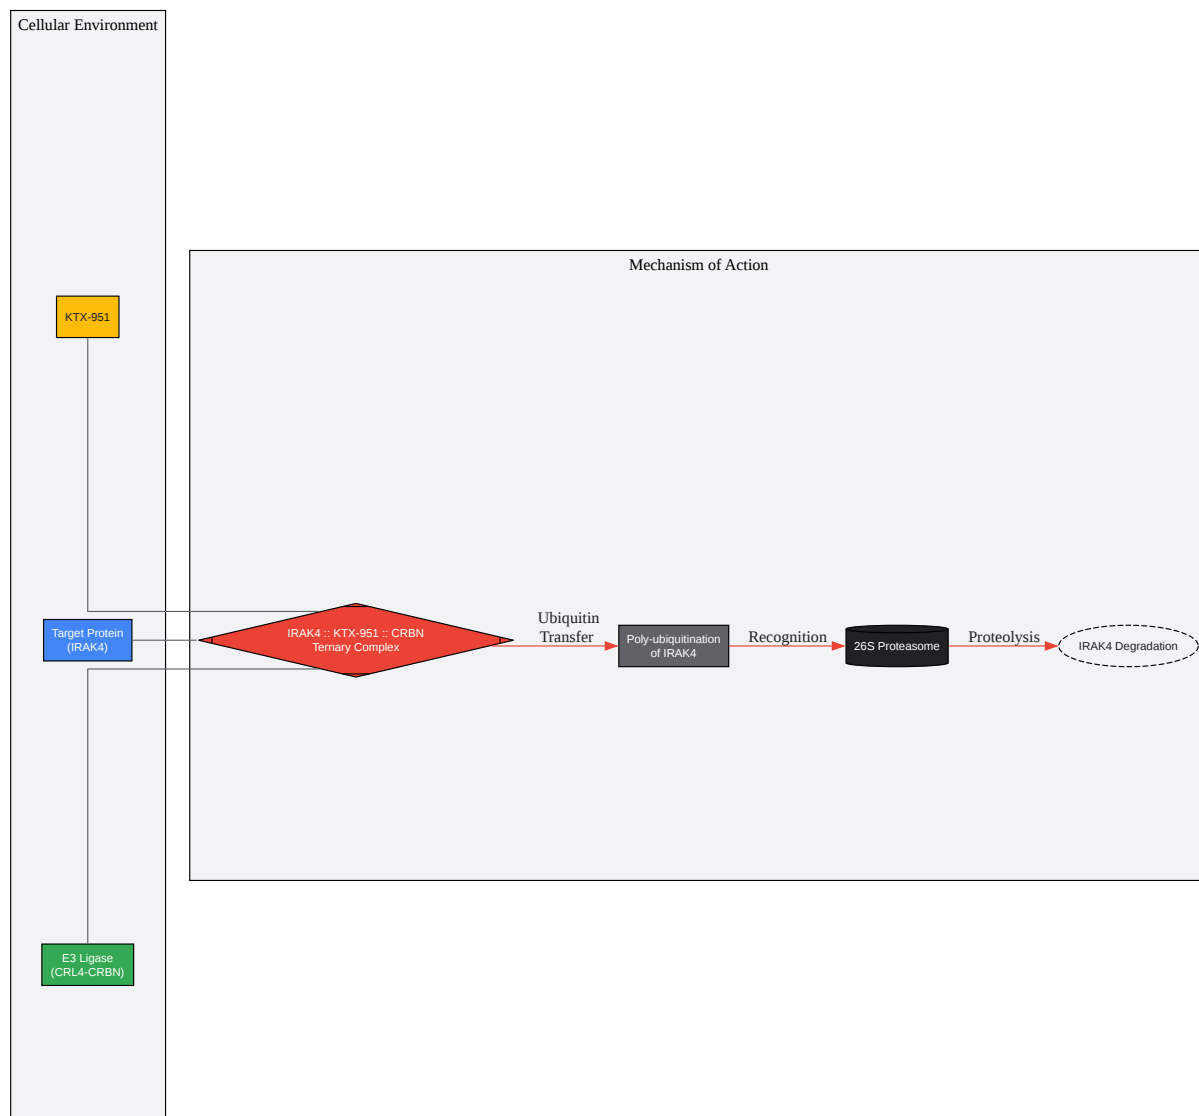 Cellular Environment
Mechanism of Action
KTX-951
Target Protein
(IRAK4)
E3 Ligase
(CRL4-CRBN)
IRAK4 :: KTX-951 :: CRBN
Ternary Complex
Ubiquitin
Transfer
Poly-ubiquitination
of IRAK4
Recognition
26S Proteasome
Proteolysis
IRAK4 Degradation